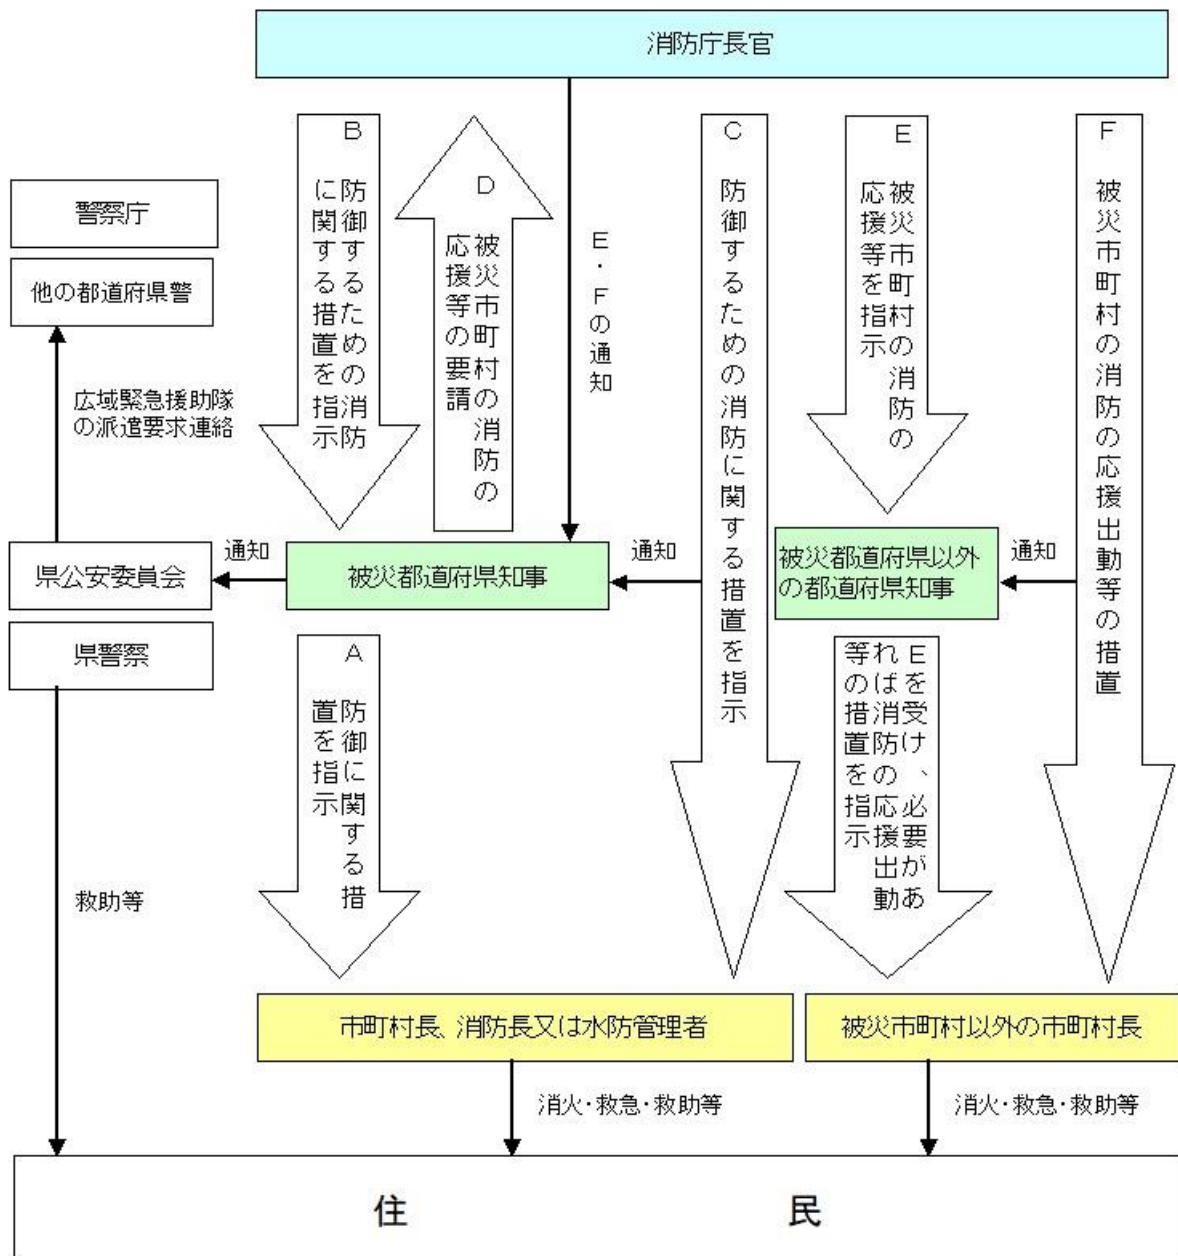 消防庁長官
B
防御するための消防
に関する措置を指示
D
被災市町村の消防の
応援等の要請
E・Fの通知
C 防御するための消防に関する措置を指示
E
被災市町村の消防の
応援等を指示
F 被災市町村の消防の応援出動等の措置
警察庁
他の都道府県警
広域緊急援助隊
の派遣要求連絡
県公安委員会
通知
被災都道府県知事
通知
被災都道府県以外
の都道府県知事
通知
県警察
A
防御に関する措
置を指示
Eを受け、必要があ
れば消防の応援出動
等の措置を指示
救助等
市町村長、消防長又は水防管理者
被災市町村以外の市町村長
消火・救急・救助等
消火・救急・救助等
住 民